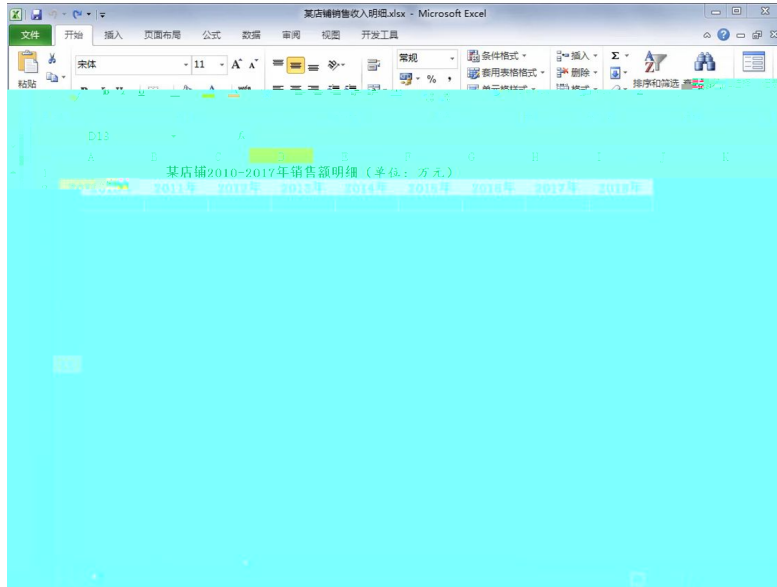 某店铺销售收入明细.xlsx - Microsoft Excel
文件 开始 插入 页面布局 公式 数据 审阅 视图 开发工具
宋体 11 A A 常规 条件格式 插入 Σ
% , 套用表格格式 删除
粘贴 排序和筛选
D13
A B C D E F G H I J K
某店铺2010-2017年销售额明细(单位:万元)
2011年 2012年 2013年 2014年 2015年 2016年 2017年 2018年